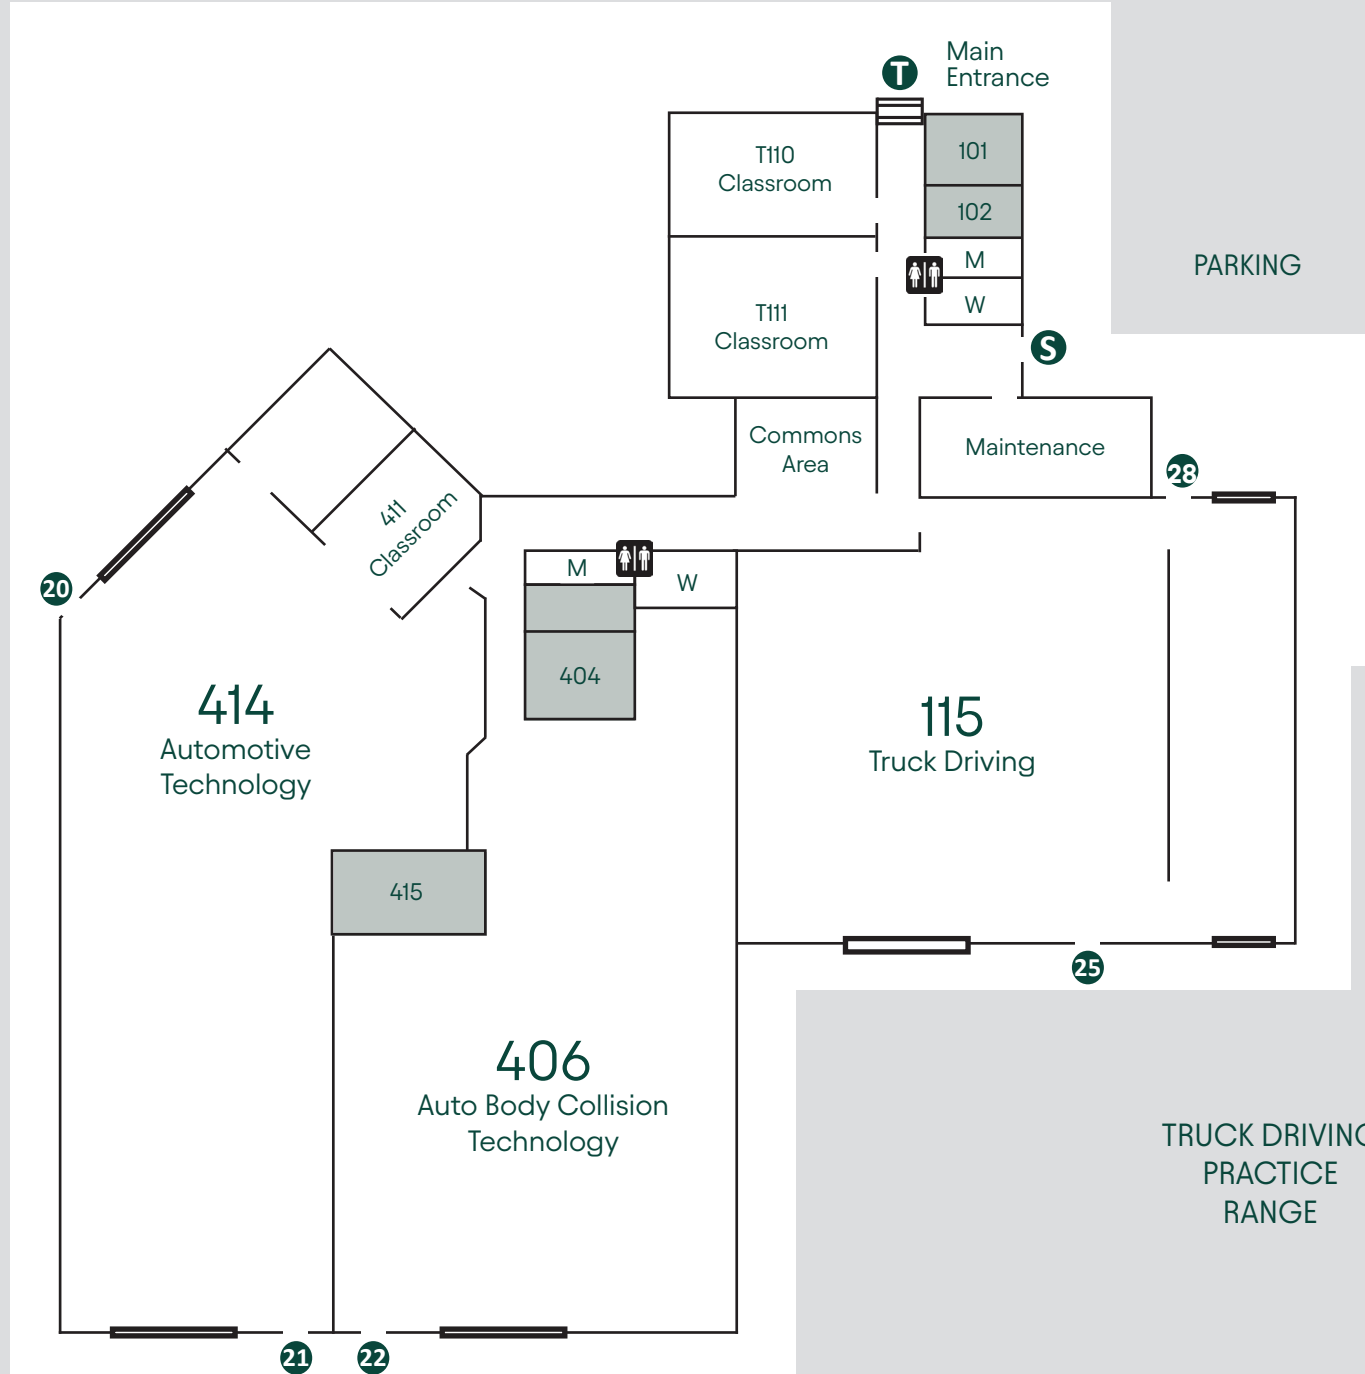 T
Main
Entrance
T110
Classroom
101
102
M
W
PARKING
T111
Classroom
S
Commons
Area
Maintenance
28
411
Classroom
20
M
W
404
414
Automotive
Technology
115
Truck Driving
415
25
406
Auto Body Collision
Technology
TRUCK DRIVING
PRACTICE
RANGE
21
22